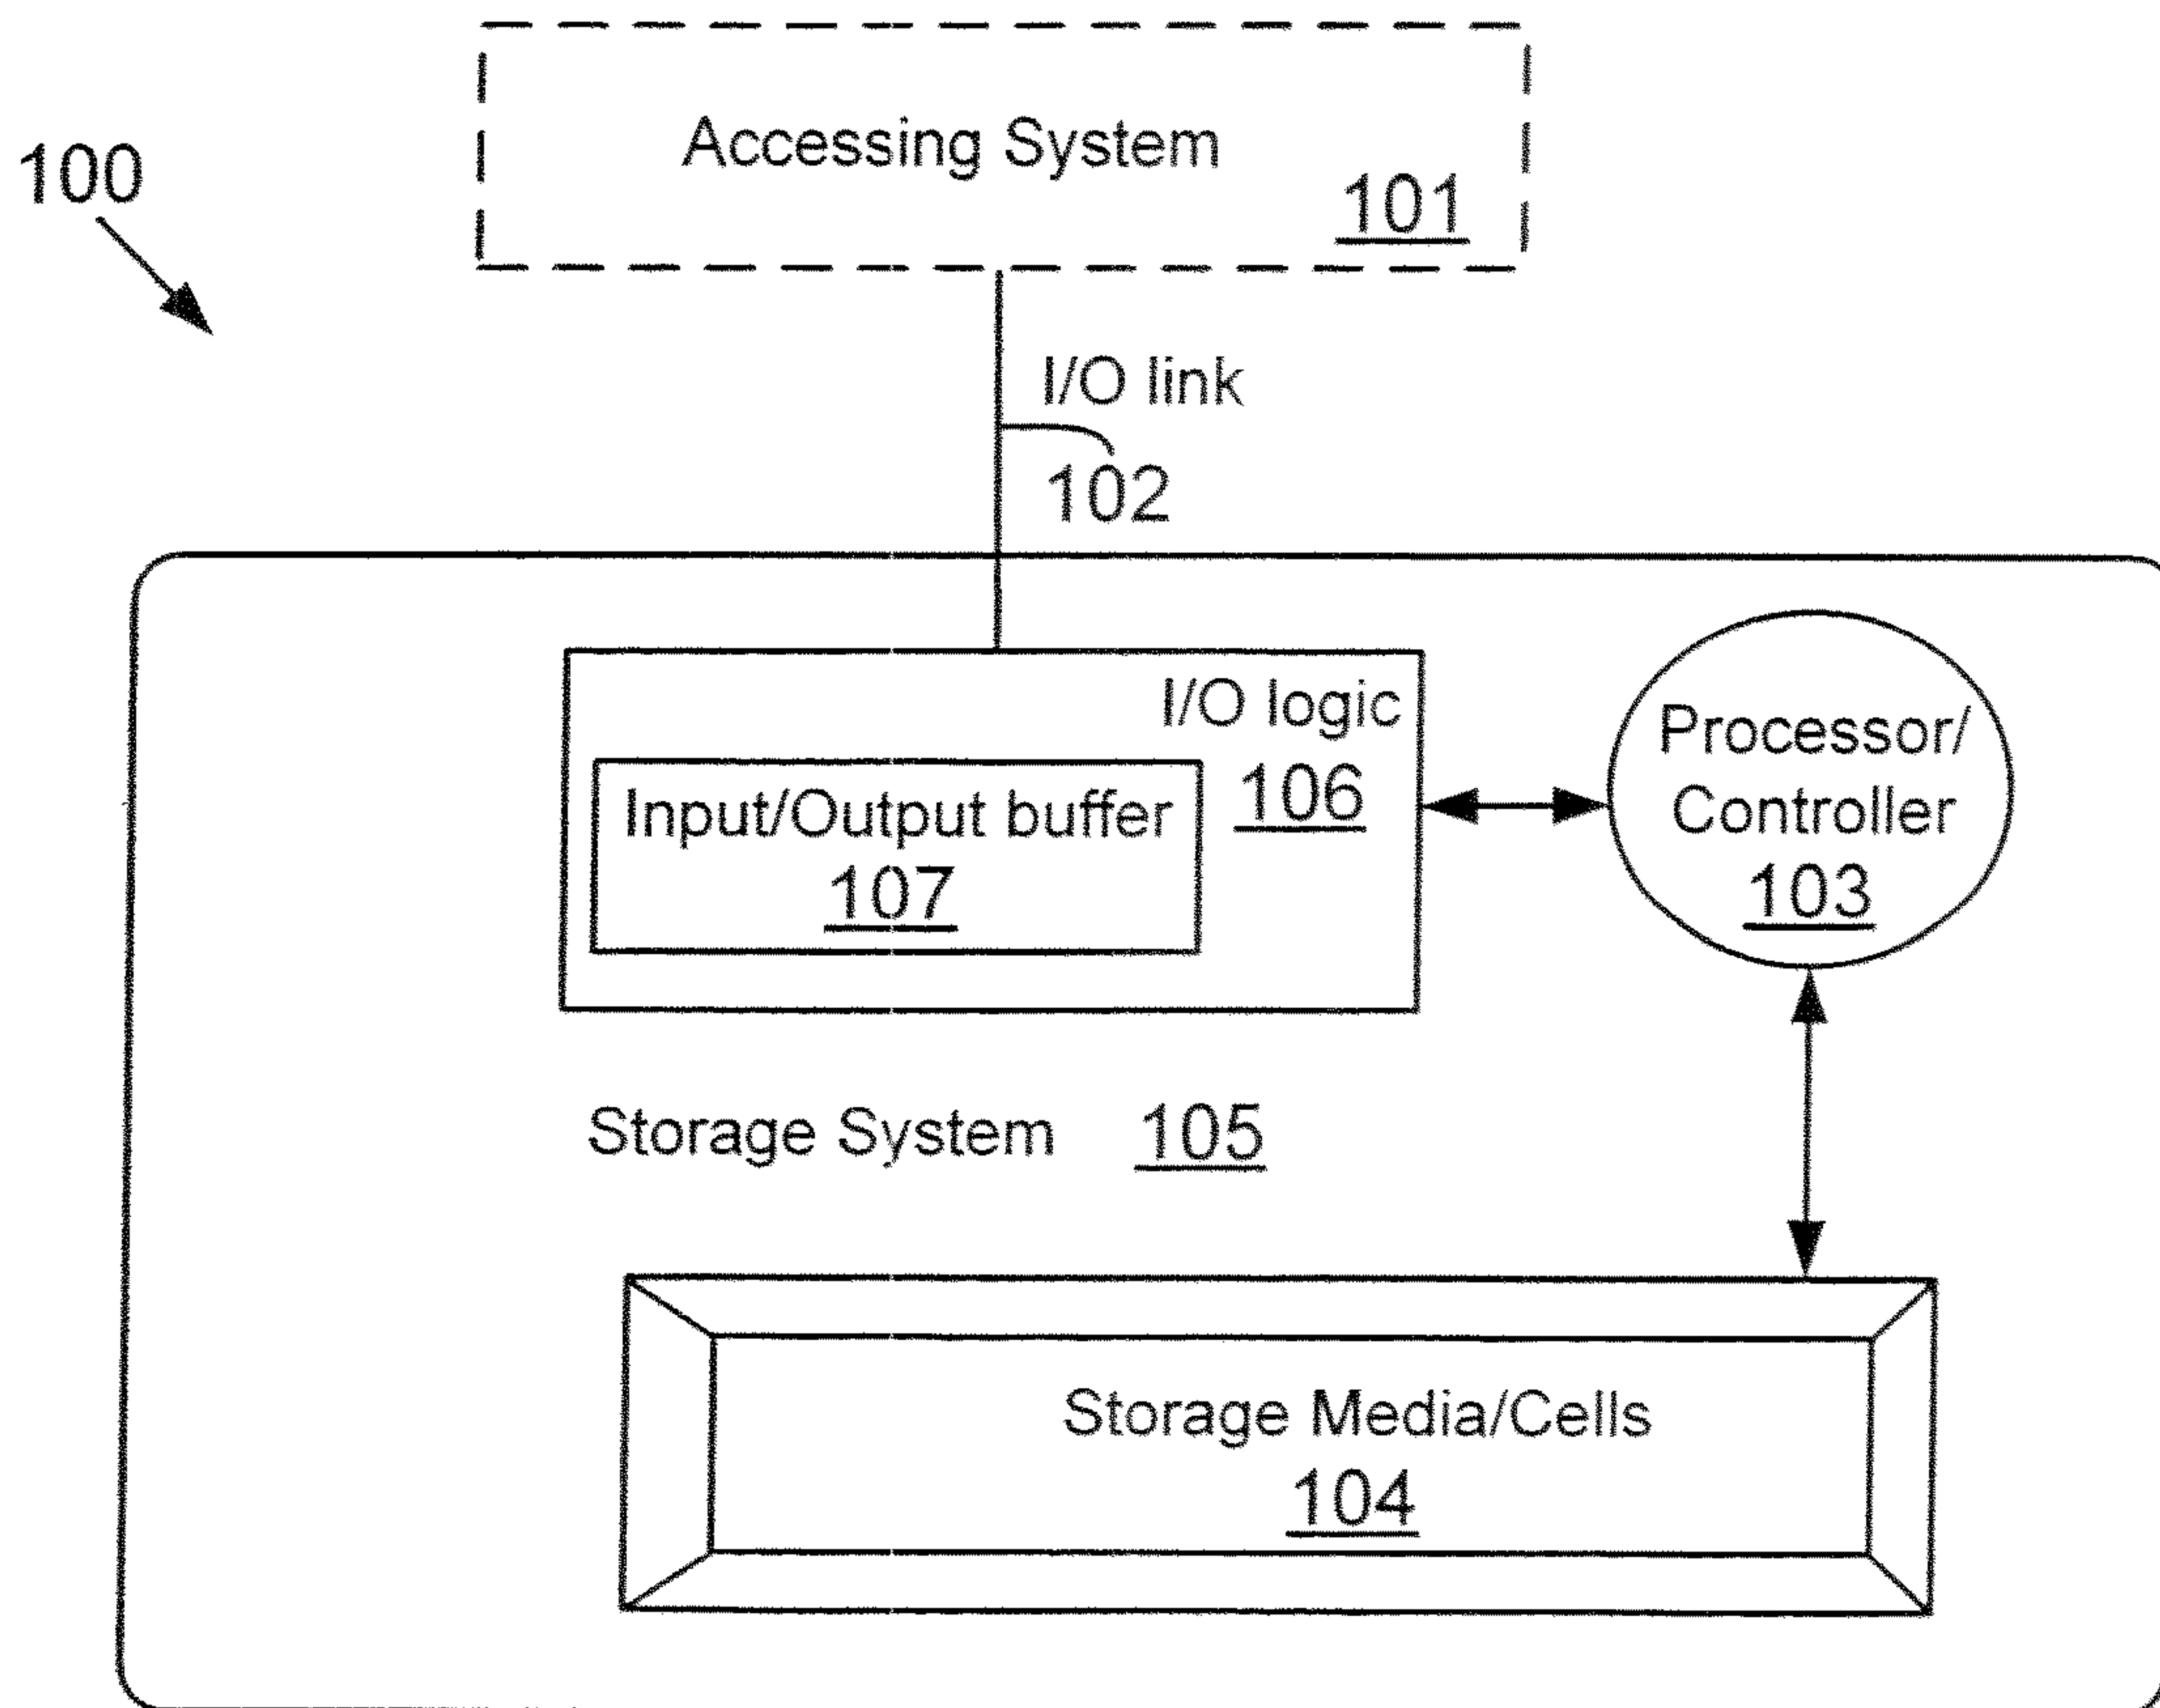 100
Accessing System
101
I/O link
102
I/O logic
106
Input/Output buffer
107
Processor/
Controller
103
Storage System 105
Storage Media/Cells
104